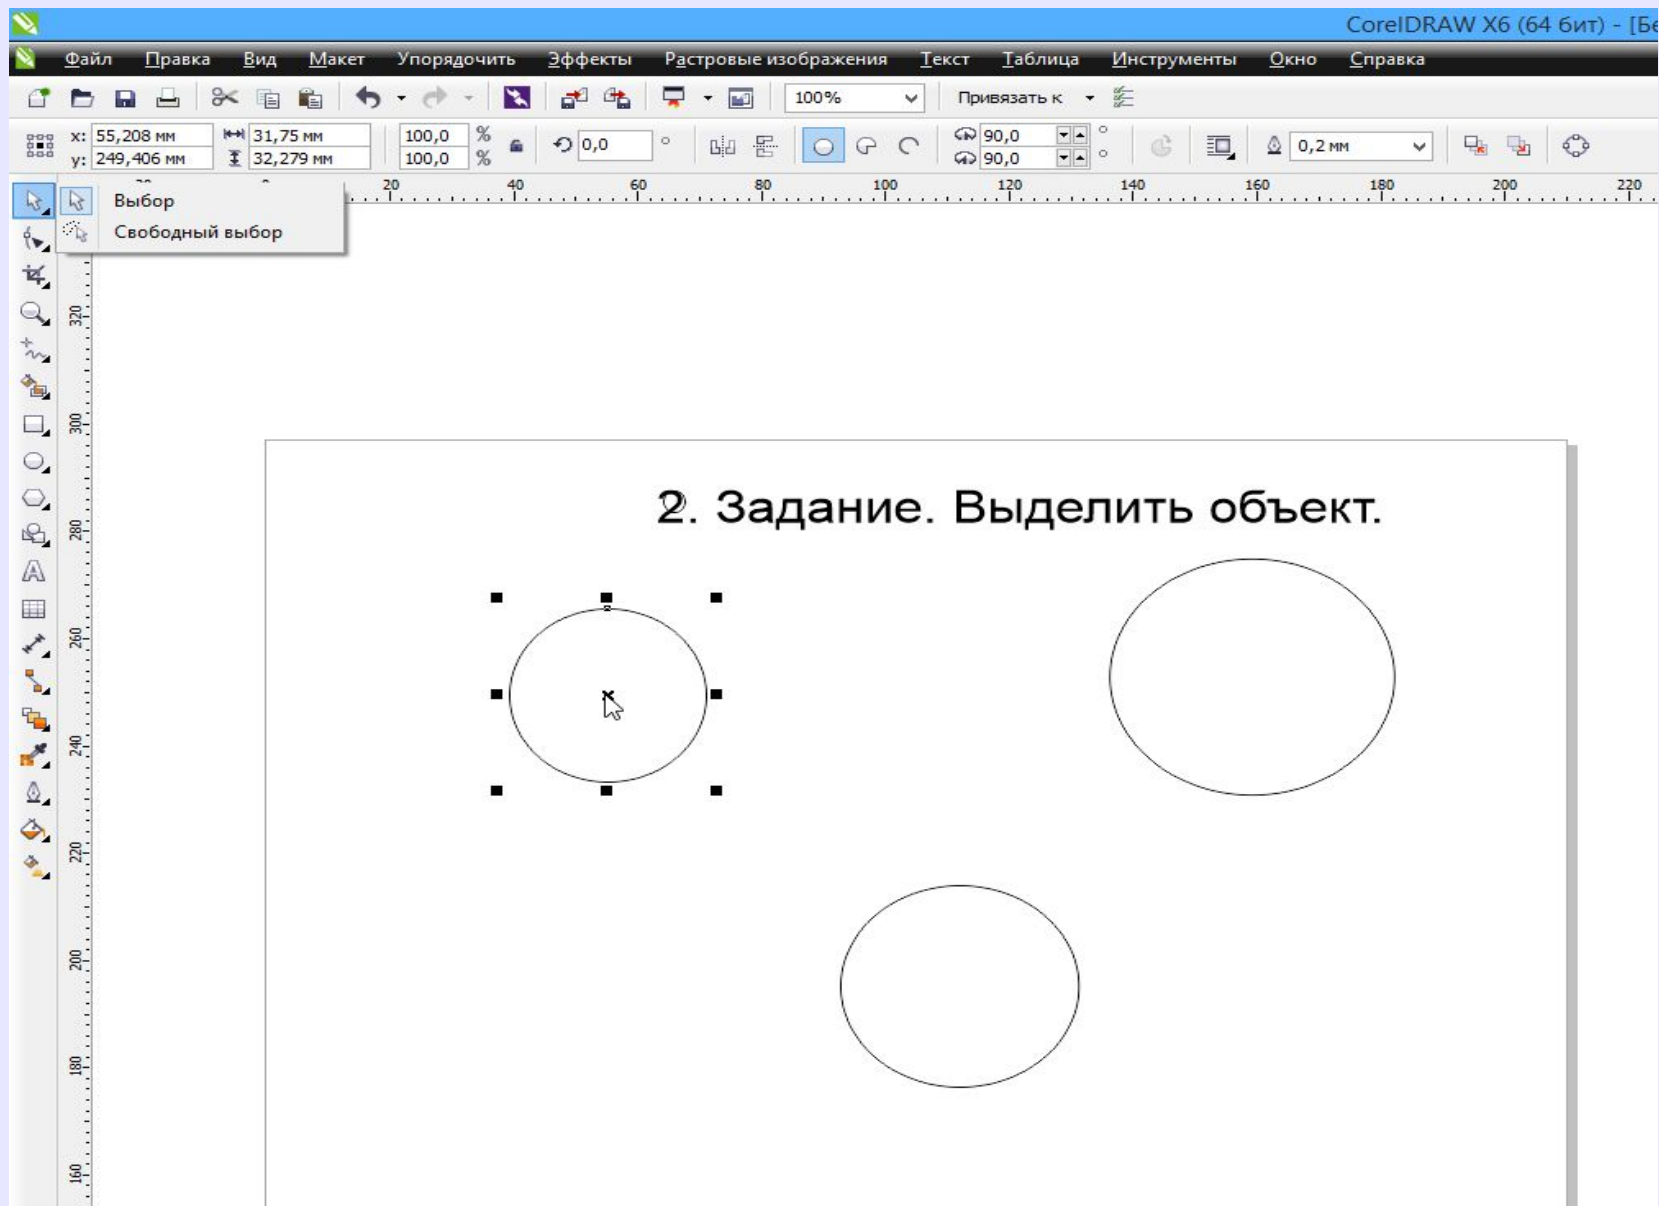 CorelDRAW X6 (64 бит) - [Бе
Файл Правка Вид Макет Упорядочить Эффекты Растровые изображения Текст Таблица Инструменты Окно Справка
100% Привязать к
x: 55,208 мм 31,75 мм 100,0 % 0,0 ° 90,0 ° 0,2 мм
y: 249,406 мм 32,279 мм 100,0 % 90,0 °
20 40 60 80 100 120 140 160 180 200 220
Выбор
Свободный выбор
320
300
2. Задание. Выделить объект.
280
260
240
220
200
180
160